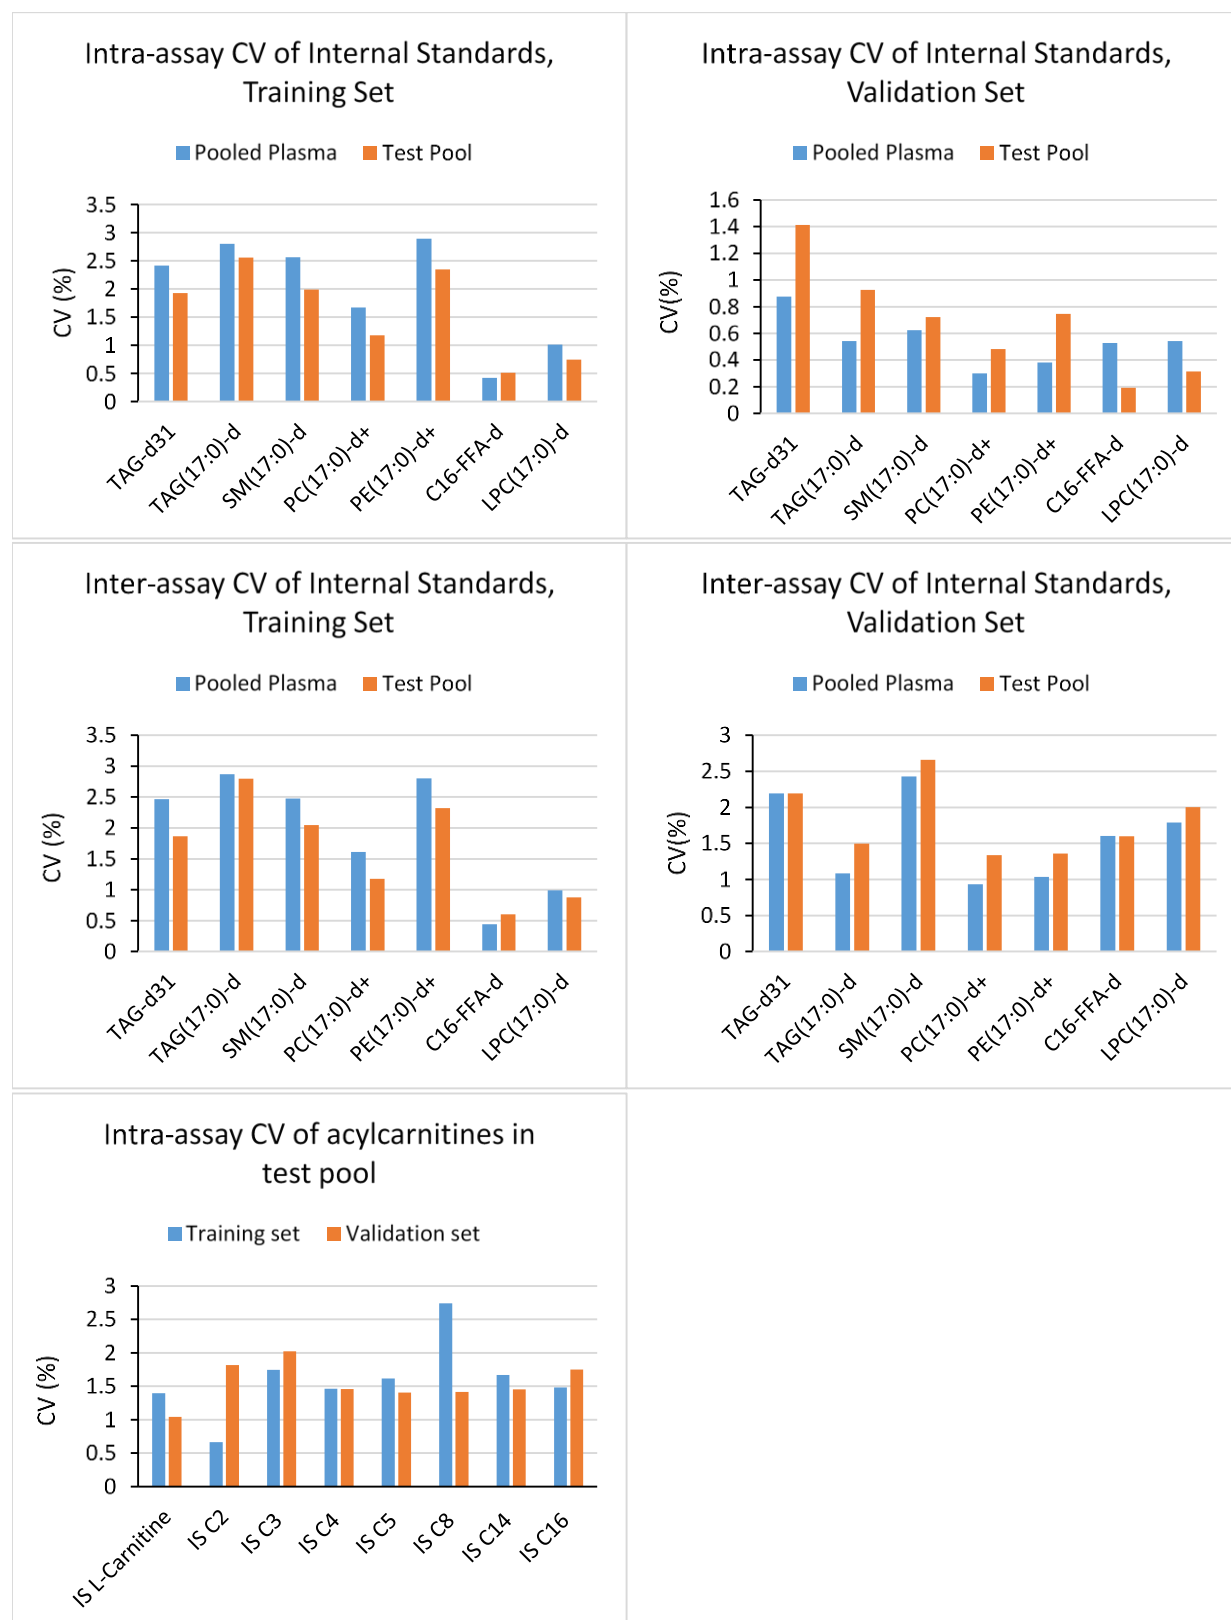 Intra-assay CV of Internal Standards,
Training Set
Pooled Plasma Test Pool
CV (%)
3.5
3
2.5
2
1.5
1
0.5
0
TAG-d31 TAG(17:0)-d SM(17:0)-d PC(17:0)-d+ PE(17:0)-d+ C16-FFA-d LPC(17:0)-d
Intra-assay CV of Internal Standards,
Validation Set
Pooled Plasma Test Pool
CV(%)
1.6
1.4
1.2
1
0.8
0.6
0.4
0.2
0
TAG-d31 TAG(17:0)-d SM(17:0)-d PC(17:0)-d+ PE(17:0)-d+ C16-FFA-d LPC(17:0)-d
Inter-assay CV of Internal Standards,
Training Set
Pooled Plasma Test Pool
CV (%)
3.5
3
2.5
2
1.5
1
0.5
0
TAG-d31 TAG(17:0)-d SM(17:0)-d PC(17:0)-d+ PE(17:0)-d+ C16-FFA-d LPC(17:0)-d
Inter-assay CV of Internal Standards,
Validation Set
Pooled Plasma Test Pool
CV(%)
3
2.5
2
1.5
1
0.5
0
TAG-d31 TAG(17:0)-d SM(17:0)-d PC(17:0)-d+ PE(17:0)-d+ C16-FFA-d LPC(17:0)-d
Intra-assay CV of acylcarnitines in
test pool
Training set Validation set
CV (%)
3
2.5
2
1.5
1
0.5
0
IS L-Carnitine IS C2 IS C3 IS C4 IS C5 IS C8 IS C14 IS C16